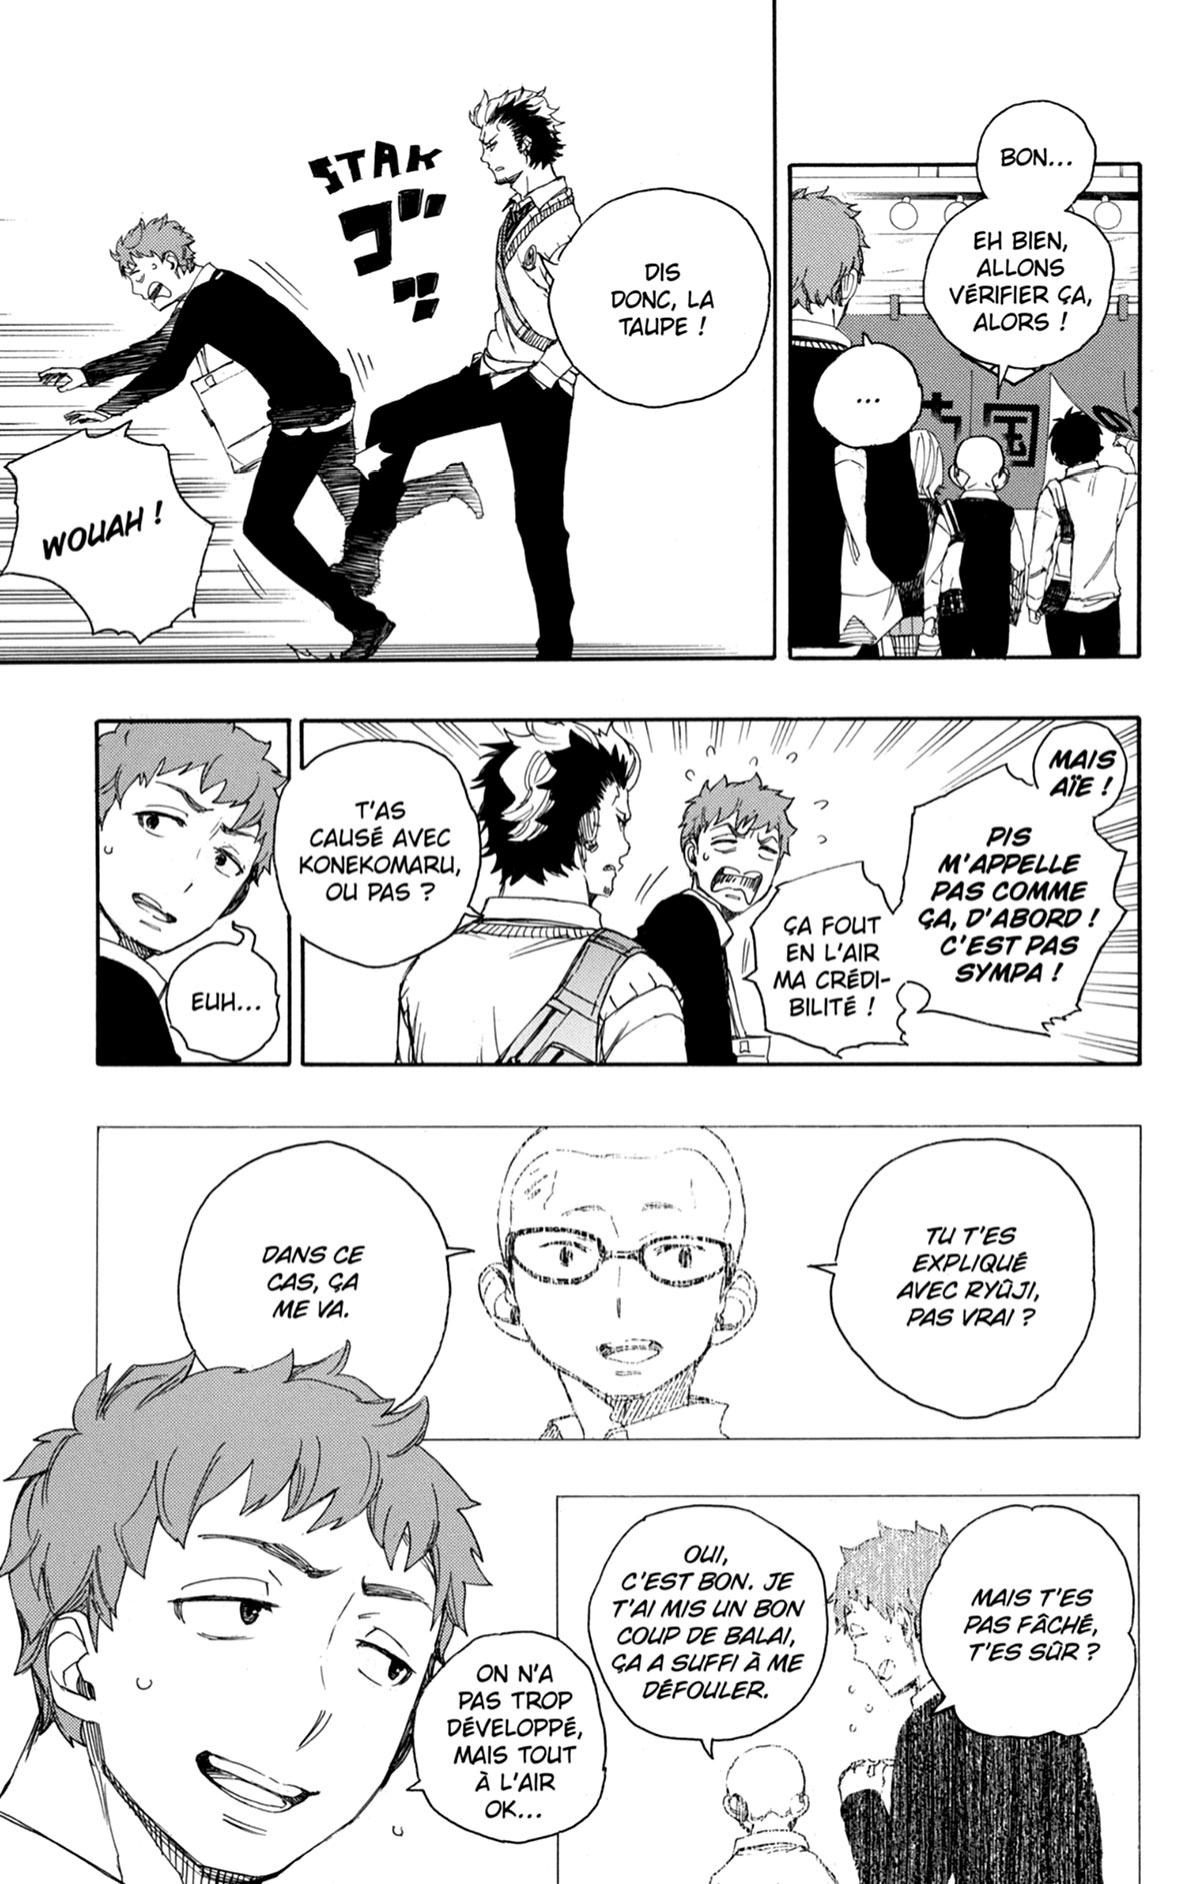 BON...
EH BIEN,
ALLONS
VÉRIFIER ÇA,
ALORS !
...
国
DIS
DONC, LA
TAUPE !
STAK
ゴッ
WOUAH !
MAIS
AÏE !
PIS
M'APPELLE
PAS COMME
ÇA, D'ABORD !
C'EST PAS
SYMPA !
ÇA FOUT
EN L'AIR
MA CRÉDI-
BILITÉ !
T'AS
CAUSÉ AVEC
KONEKOMARU,
OU PAS ?
EUH...
TU T'ES
EXPLIQUÉ
AVEC RYÛJI,
PAS VRAI ?
DANS CE
CAS, ÇA
ME VA.
MAIS T'ES
PAS FÂCHÉ,
T'ES SÛR ?
OUI,
C'EST BON. JE
T'AI MIS UN BON
COUP DE BALAI,
ÇA A SUFFI À ME
DÉFOULER.
ON N'A
PAS TROP
DÉVELOPPÉ,
MAIS TOUT
À L'AIR
OK...